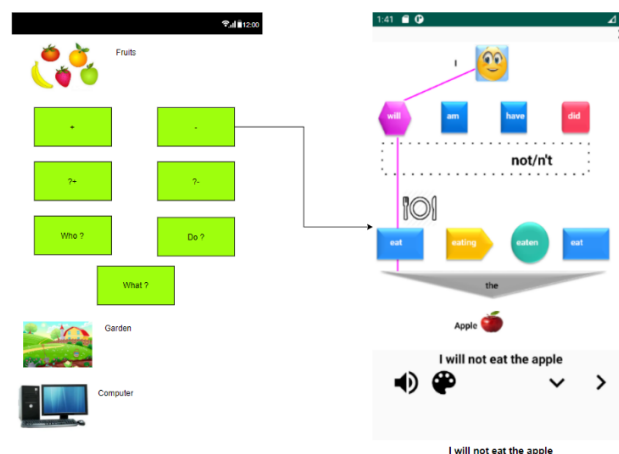 12:00
Fruits
+
-
?+
?-
Who ?
Do ?
What ?
Garden
Computer
1:41
I
will
am
have
did
not/n't
eat
eating
eaten
eat
the
Apple
I will not eat the apple
I will not eat the apple